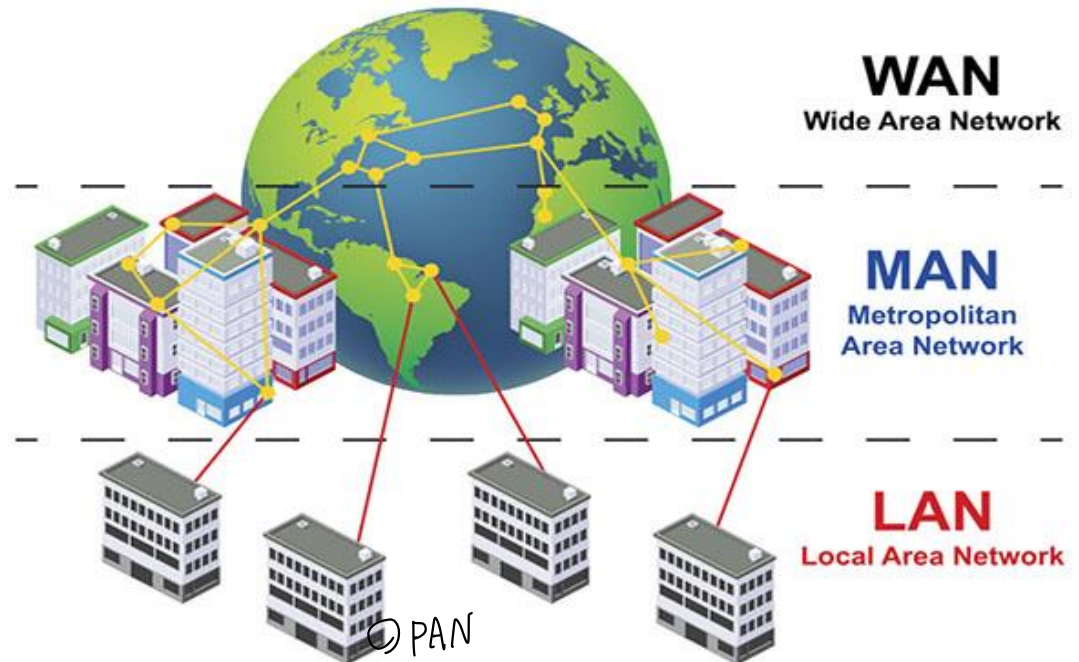 WAN
Wide Area Network
MAN
Metropolitan
Area Network
LAN
Local Area Network
PAN